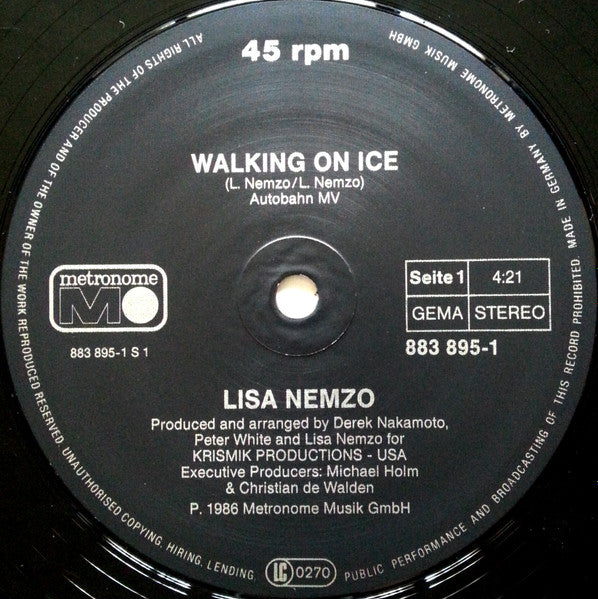 45 rpm
WALKING ON ICE
(L. Nemzo/L. Nemzo)
Autobahn MV
metronome
M
883 895-1 S 1
Seite 1 4:21
GEMA STEREO
883 895-1
LISA NEMZO
Produced and arranged by Derek Nakamoto,
Peter White and Lisa Nemzo for
KRISMIK PRODUCTIONS - USA
Executive Producers: Michael Holm
& Christian de Walden
P. 1986 Metronome Musik GmbH
LC 0270
ALL RIGHTS OF THE PRODUCER AND OF THE OWNER OF THE WORK REPRODUCED RESERVED. UNAUTHORISED COPYING, HIRING, LENDING, PUBLIC PERFORMANCE AND BROADCASTING OF THIS RECORD PROHIBITED. MADE IN GERMANY BY METRONOME MUSIK GMBH